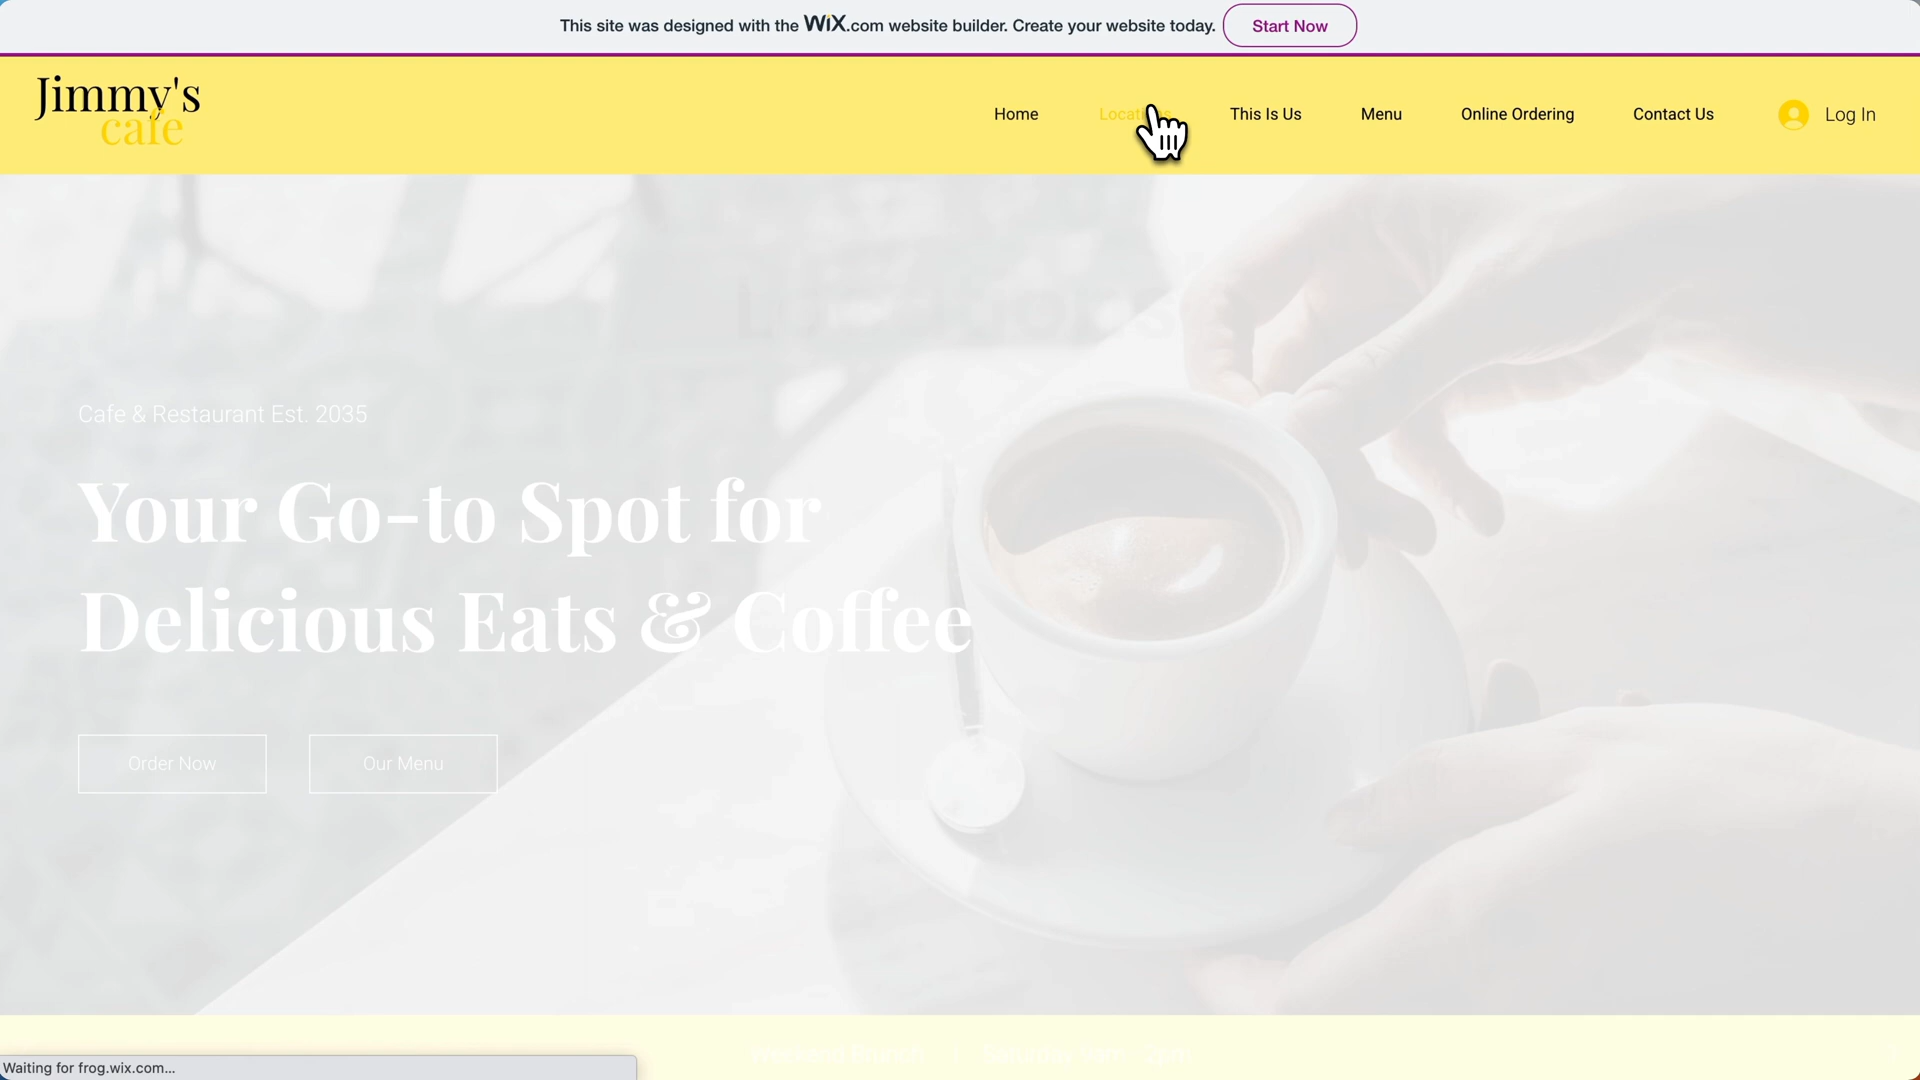 This site was designed with the WiX.com website builder. Create your website today. Start Now
Jimmy's
cafe
Home Locations This Is Us Menu Online Ordering Contact Us Log In
Locations
Cafe & Restaurant Est. 2035
Your Go-to Spot for
Delicious Eats & Coffee
Order Now Our Menu
Waiting for frog.wix.com...